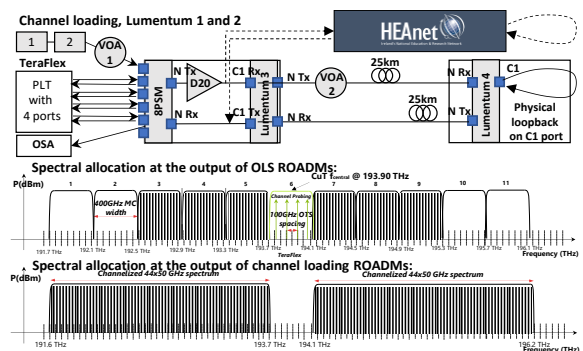 Channel loading, Lumentum 1 and 2
1
2
VOA
1
TeraFlex
PLT
with
4 ports
OSA
8PSM
N Tx
D20
N Rx
C1 Rx
C1 Tx
Lumentum 3
HEAnet
Ireland's National Education & Research Network
N Tx
N Rx
VOA
2
25km
25km
N Rx
N Tx
Lumentum 4
C1
Physical
loopback
on C1 port
Spectral allocation at the output of OLS ROADMs:
CuT fcentral @ 193.90 THz
P(dBm)
1 2 3 4 5 6 7 8 9 10 11
Channel Probing
400GHz MC
width
100GHz OTS
spacing
TeraFlex
191.7 THz 192.1 THz 192.5 THz 192.9 THz 193.3 THz 193.7 THz 194.1 THz 194.5 THz 194.9 THz 195.3 THz 195.7 THz 196.1 THz
Frequency (THz)
Spectral allocation at the output of channel loading ROADMs:
P(dBm)
Channelized 44x50 GHz spectrum
Channelized 44x50 GHz spectrum
191.6 THz 193.7 THz 194.1 THz 196.2 THz
Frequency (THz)